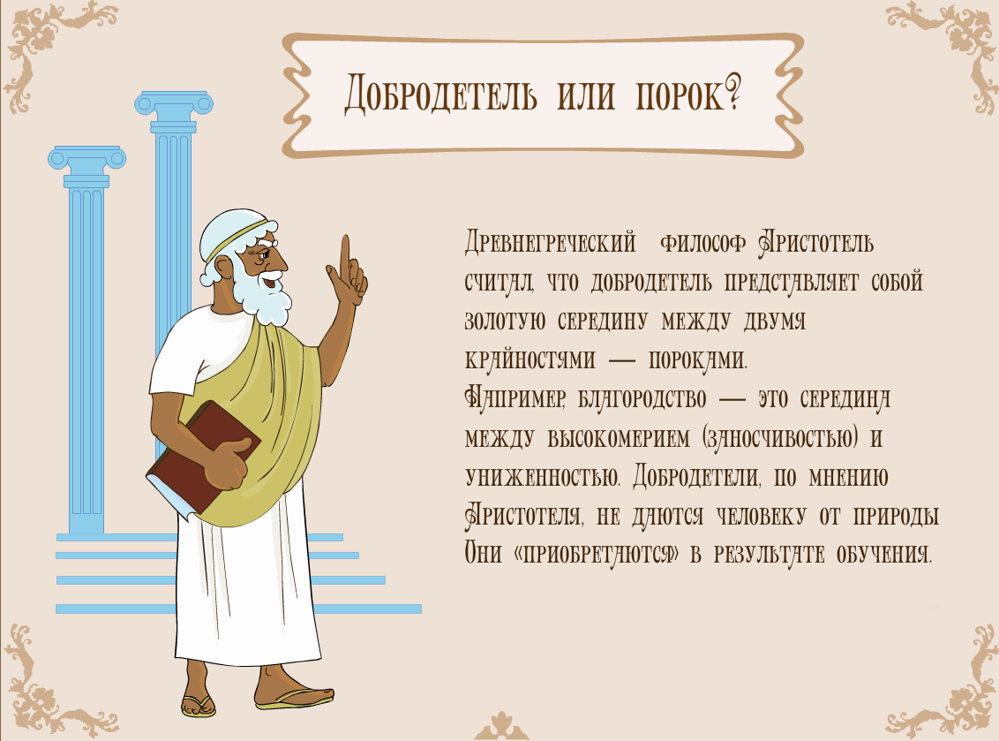 Добродетель или порок?
Древнегреческий философ Аристотель
считал, что добродетель представляет собой
золотую середину между двумя
крайностями — пороками.
Например, благородство — это середина
между высокомерием (заносчивостью) и
униженностью. Добродетели, по мнению
Аристотеля, не даются человеку от природы
Они «приобретаются» в результате обучения.